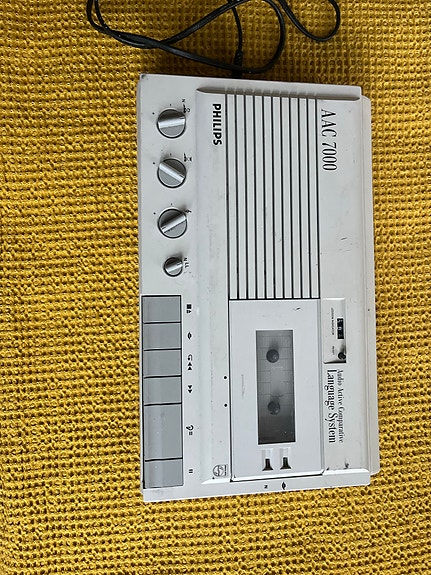 AAC 7000
PHILIPS
Audio Active Comparative
Language System
N
N